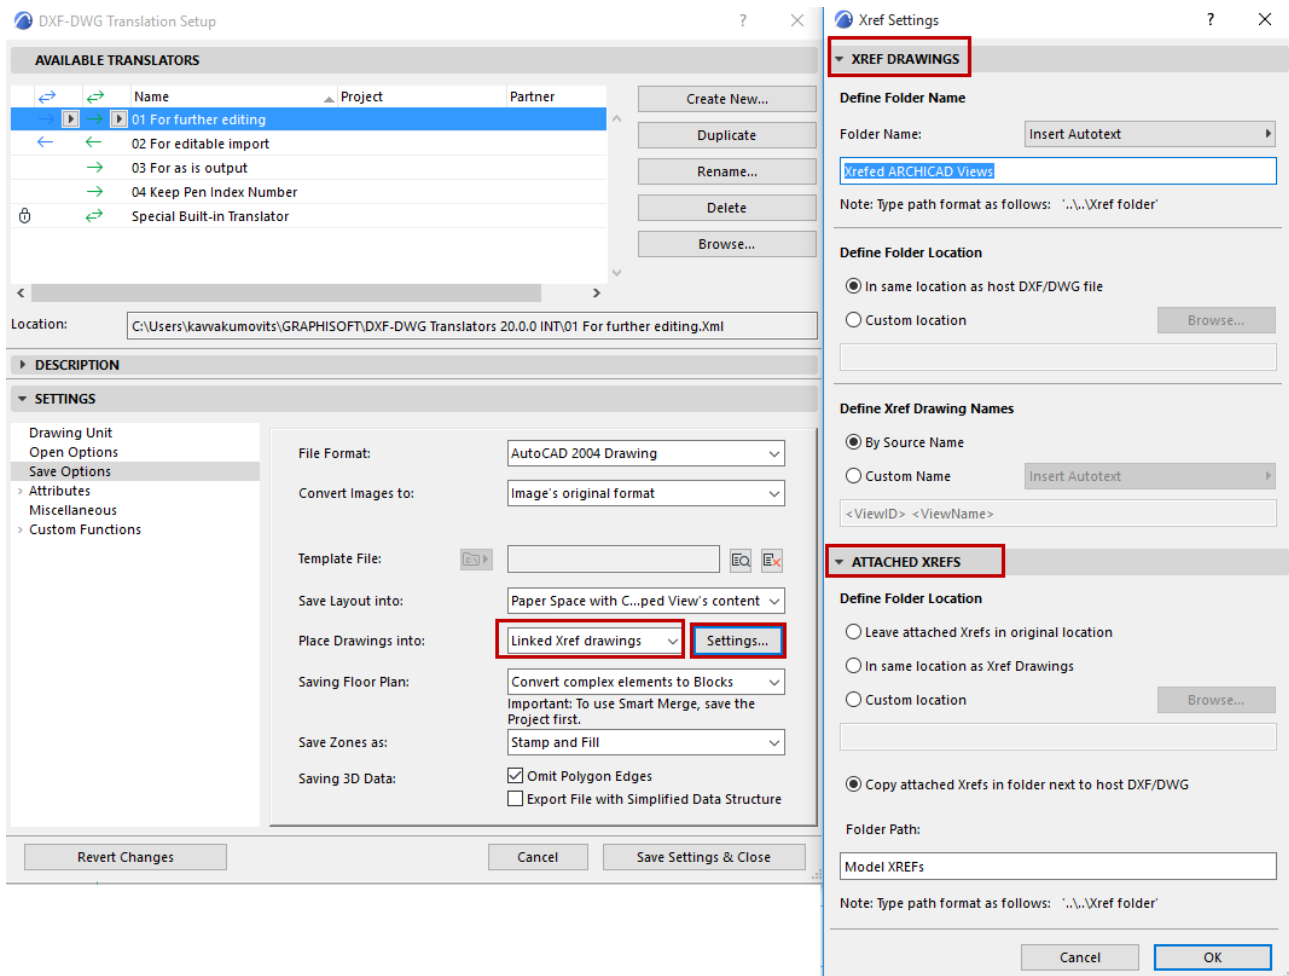 DXF-DWG Translation Setup
?
AVAILABLE TRANSLATORS
Name
Project
Partner
01 For further editing
02 For editable import
03 For as is output
04 Keep Pen Index Number
Special Built-in Translator
Create New...
Duplicate
Rename...
Delete
Browse...
Location:
C:\Users\kavvakumovits\GRAPHISOFT\DXF-DWG Translators 20.0.0 INT\01 For further editing.Xml
DESCRIPTION
SETTINGS
Drawing Unit
Open Options
Save Options
Attributes
Miscellaneous
Custom Functions
File Format:
AutoCAD 2004 Drawing
Convert Images to:
Image's original format
Template File:
Save Layout into:
Paper Space with C...ped View's content
Place Drawings into:
Linked Xref drawings
Settings...
Saving Floor Plan:
Convert complex elements to Blocks
Important: To use Smart Merge, save the
Project first.
Save Zones as:
Stamp and Fill
Saving 3D Data:
Omit Polygon Edges
Export File with Simplified Data Structure
Revert Changes
Cancel
Save Settings & Close
Xref Settings
?
XREF DRAWINGS
Define Folder Name
Folder Name:
Insert Autotext
Xrefed ARCHICAD Views
Note: Type path format as follows: '..\..\Xref folder'
Define Folder Location
In same location as host DXF/DWG file
Custom location
Browse...
Define Xref Drawing Names
By Source Name
Custom Name
Insert Autotext
<ViewID> <ViewName>
ATTACHED XREFS
Define Folder Location
Leave attached Xrefs in original location
In same location as Xref Drawings
Custom location
Browse...
Copy attached Xrefs in folder next to host DXF/DWG
Folder Path:
Model XREFs
Note: Type path format as follows: '..\..\Xref folder'
Cancel
OK